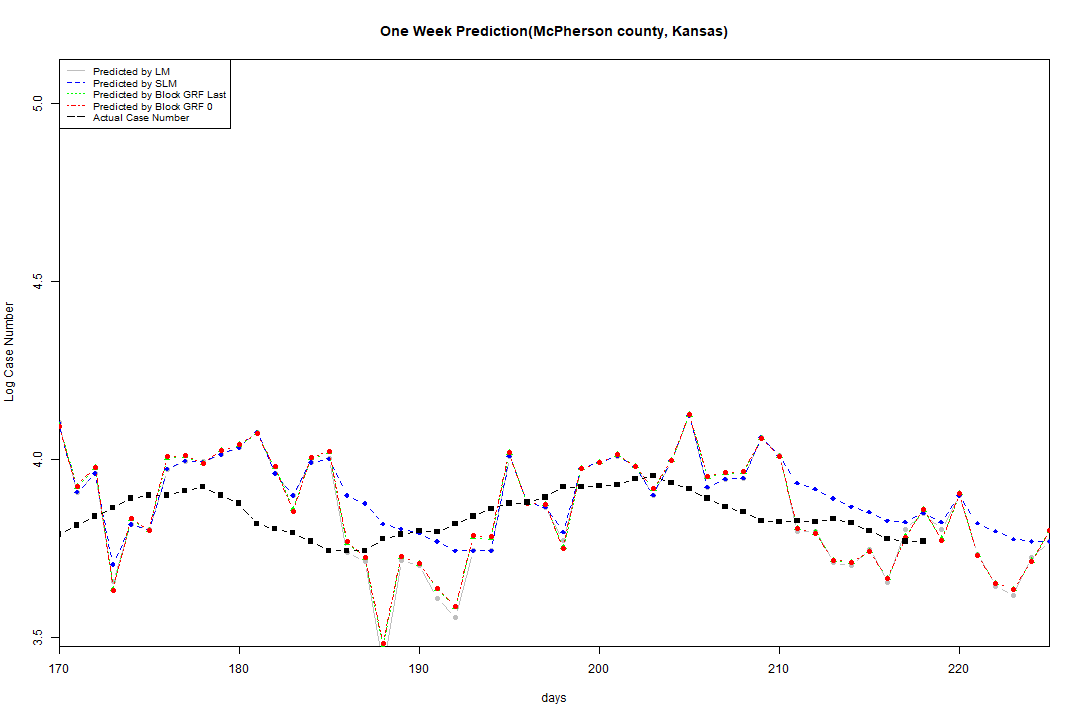 One Week Prediction(McPherson county, Kansas)
Predicted by LM
Predicted by SLM
Predicted by Block GRF Last
Predicted by Block GRF 0
Actual Case Number
5.0
4.5
4.0
3.5
Log Case Number
170 180 190 200 210 220
days